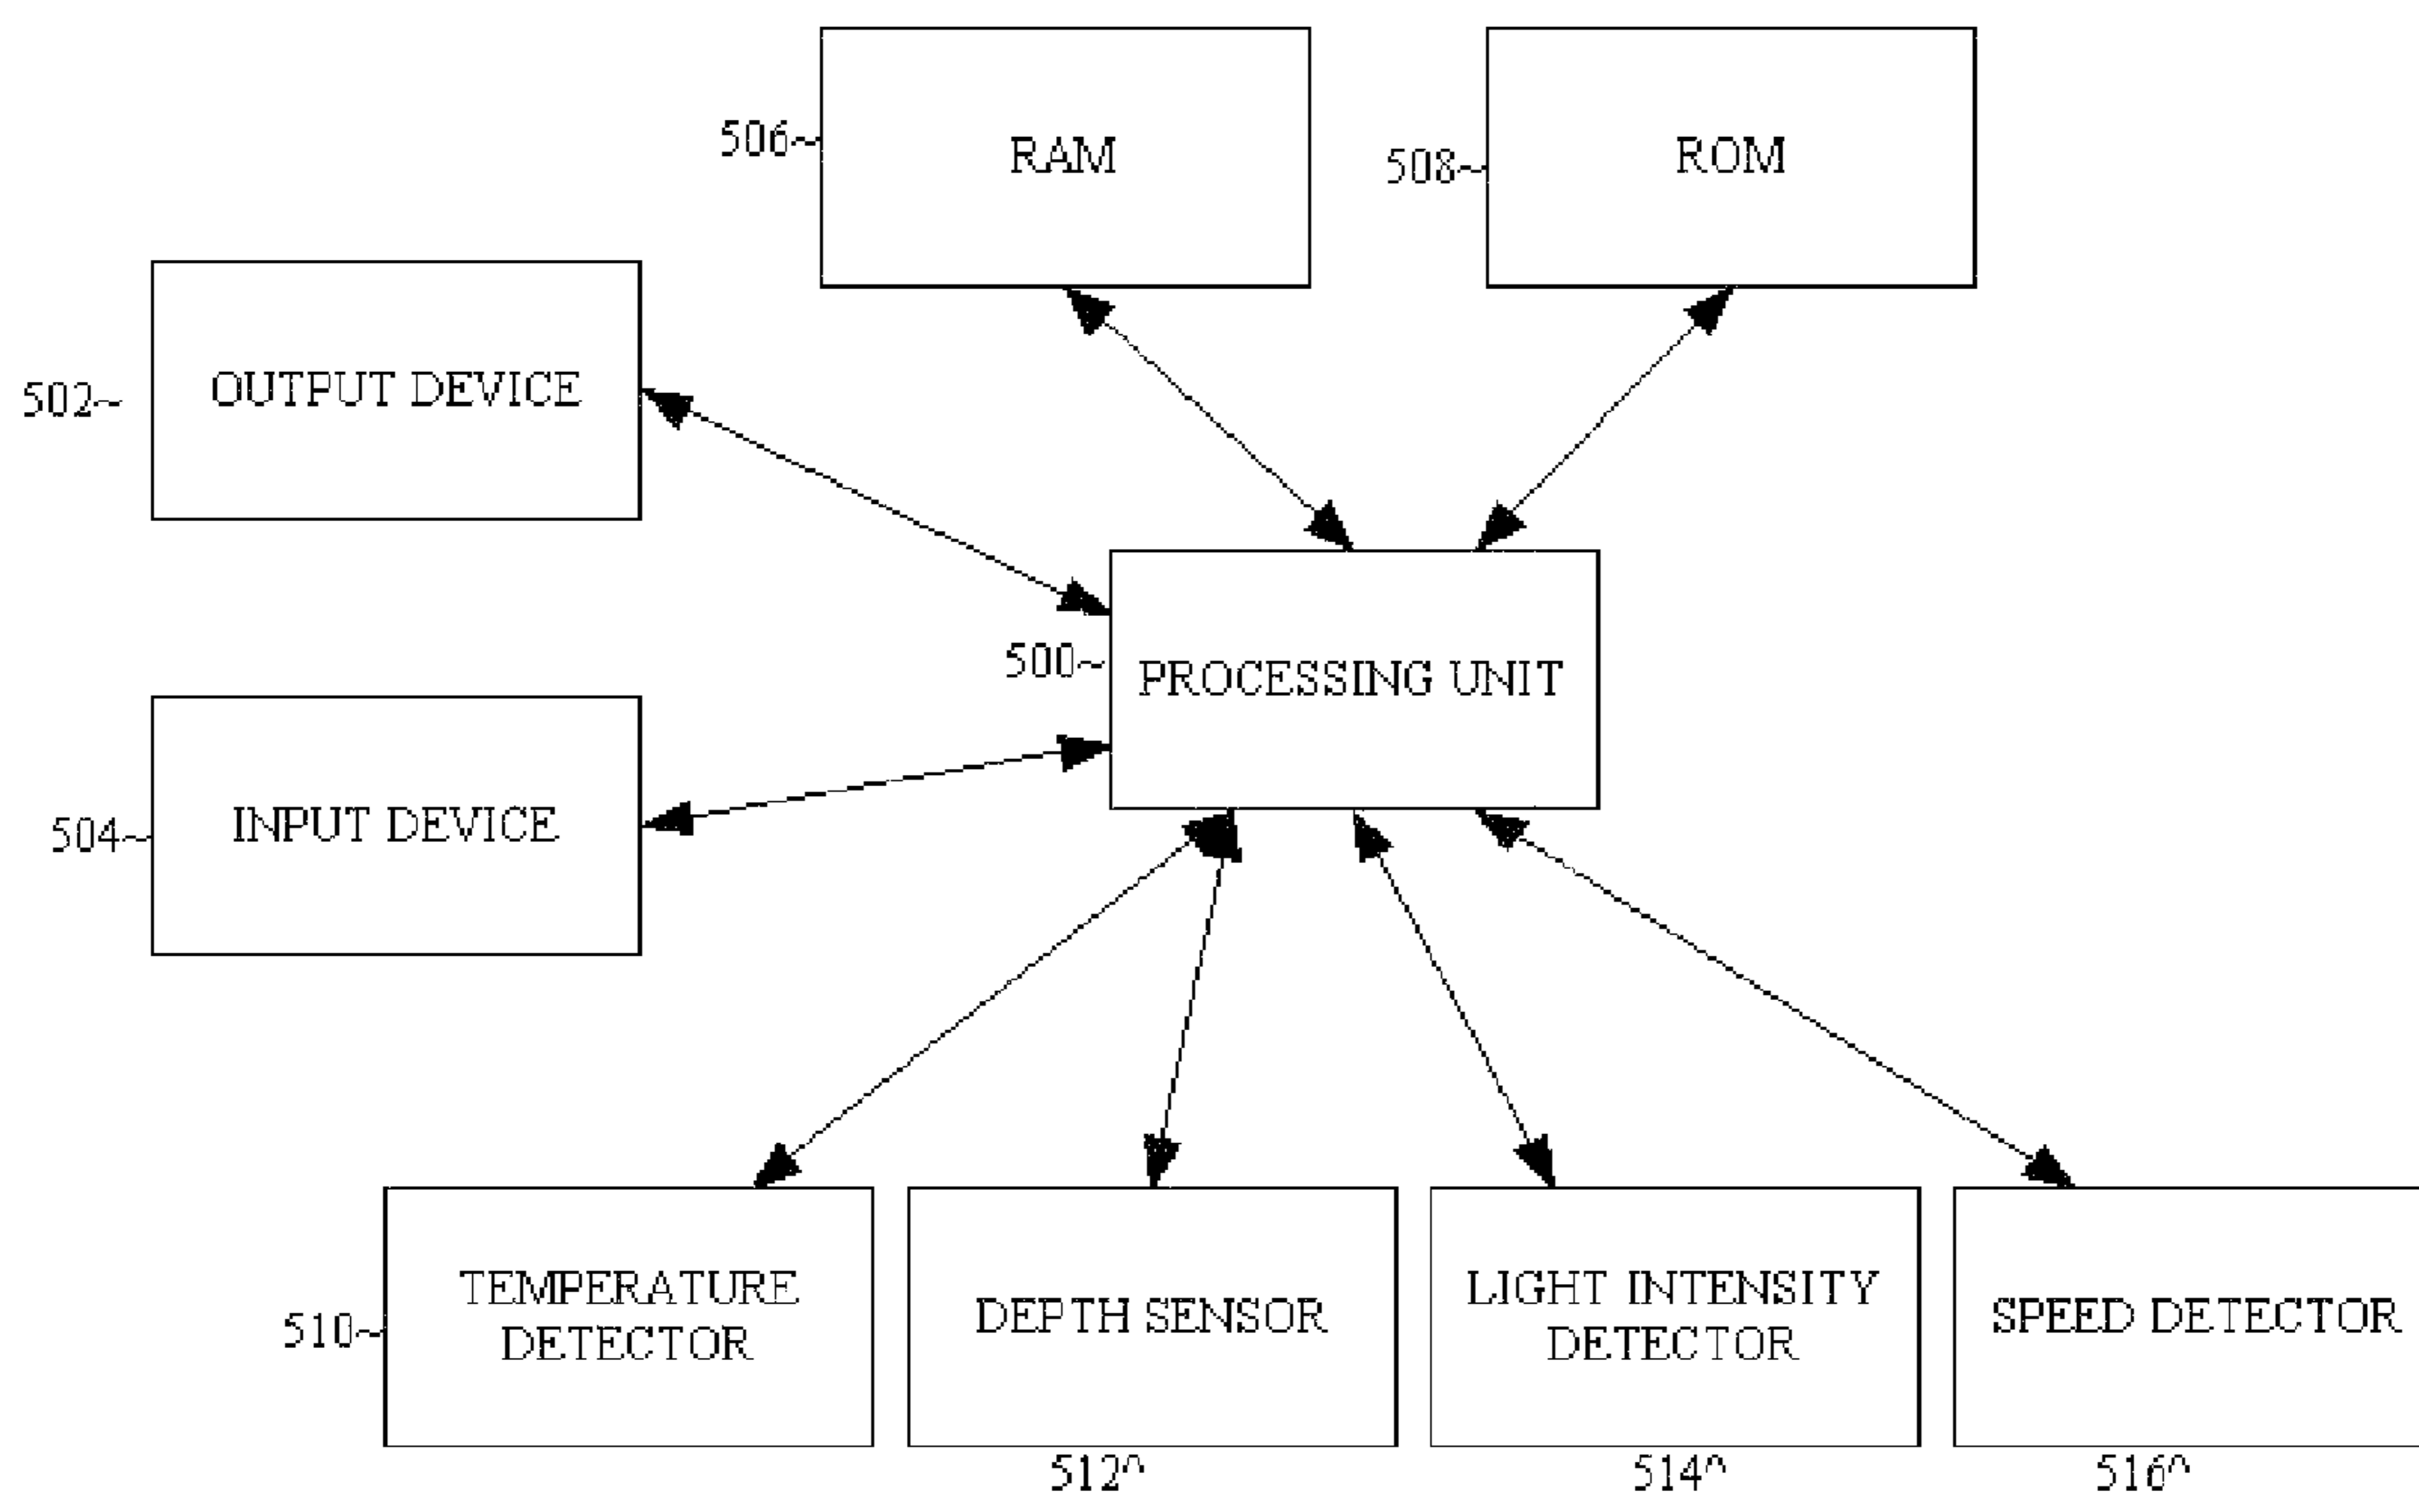 506~
RAM
508~
ROM
502~
OUTPUT DEVICE
500~
PROCESSING UNIT
504~
INPUT DEVICE
510~
TEMPERATURE
DETECTOR
DEPTH SENSOR
LIGHT INTENSITY
DETECTOR
SPEED DETECTOR
512^
514^
516^